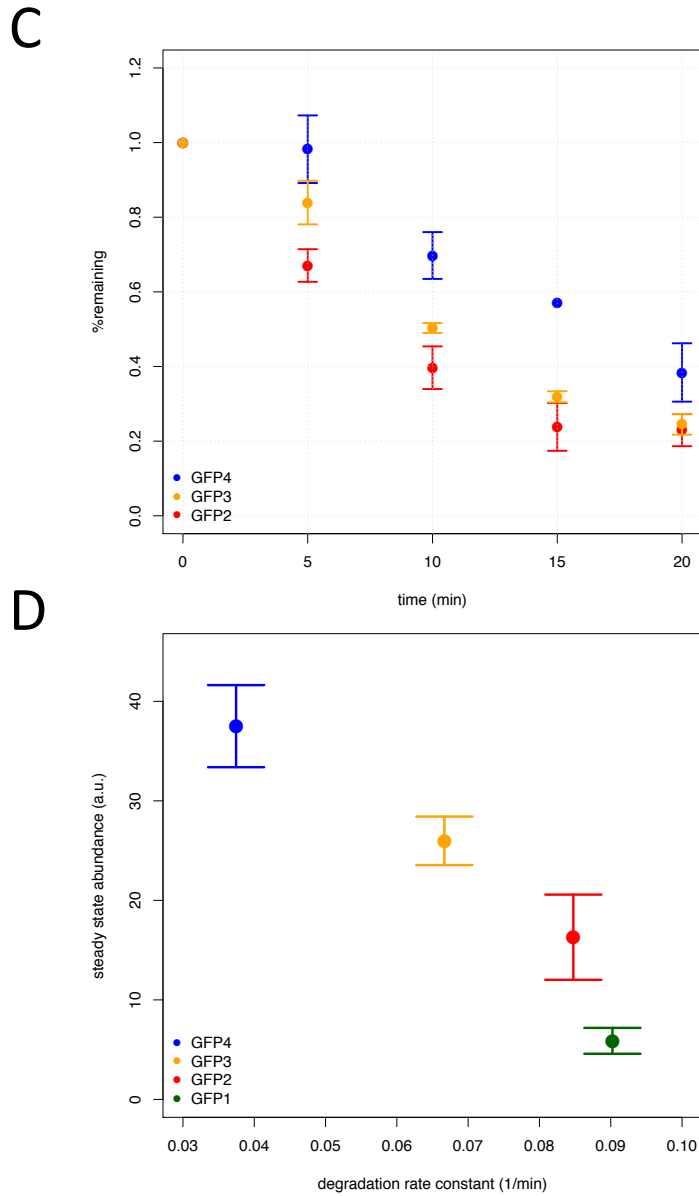 C
1.2
1.0
0.8
0.6
0.4
0.2
0.0
%remaining
GFP4
GFP3
GFP2
0 5 10 15 20
time (min)
D
40
30
20
10
0
steady state abundance (a.u.)
GFP4
GFP3
GFP2
GFP1
0.03 0.04 0.05 0.06 0.07 0.08 0.09 0.10
degradation rate constant (1/min)